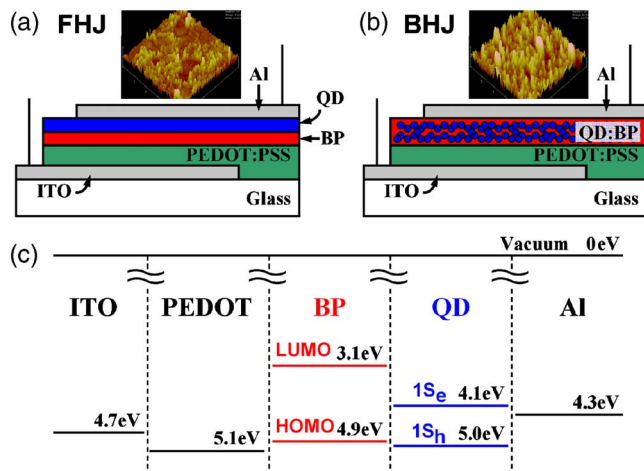 (a) FHJ
Al
QD
BP
PEDOT:PSS
ITO
Glass
(b) BHJ
Al
QD:BP
PEDOT:PSS
ITO
Glass
(c)
Vacuum 0eV
ITO PEDOT BP QD Al
LUMO 3.1eV
1Se 4.1eV
4.3eV
4.7eV
HOMO 4.9eV
1Sh 5.0eV
5.1eV